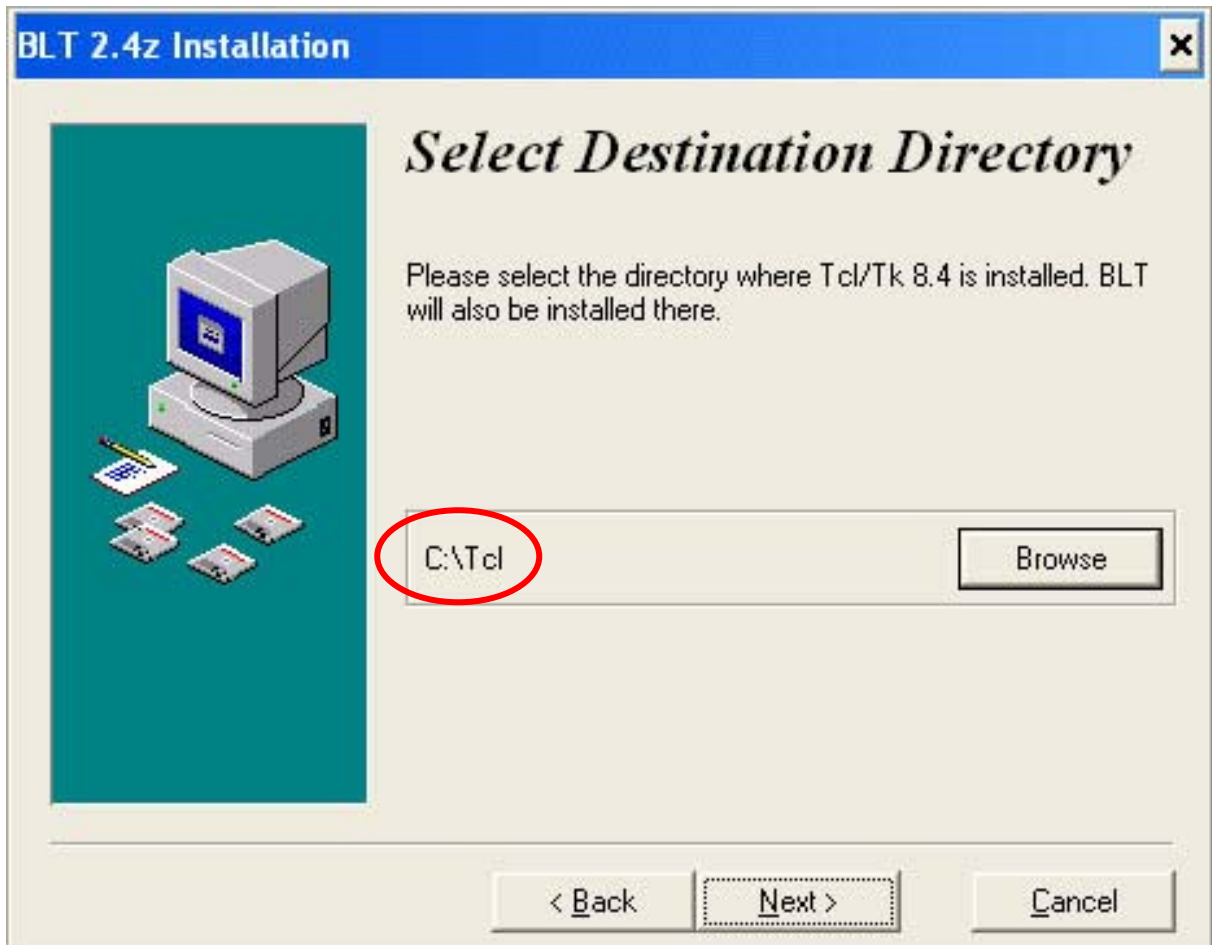 BLT 2.4z Installation
Select Destination Directory
Please select the directory where Tcl/Tk 8.4 is installed. BLT
will also be installed there.
C:\Tcl
Browse
< Back
Next >
Cancel